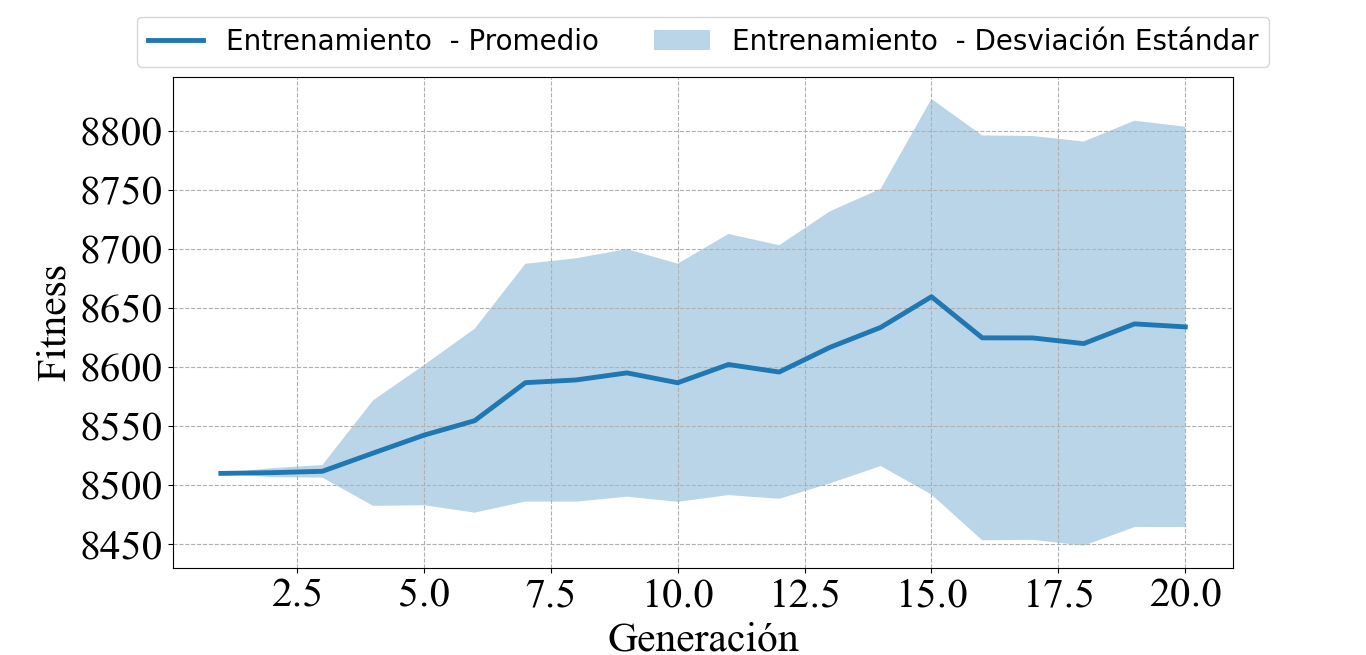 Entrenamiento - Promedio
Entrenamiento - Desviación Estándar
8800
8750
8700
8650
8600
8550
8500
8450
Fitness
2.5 5.0 7.5 10.0 12.5 15.0 17.5 20.0
Generación